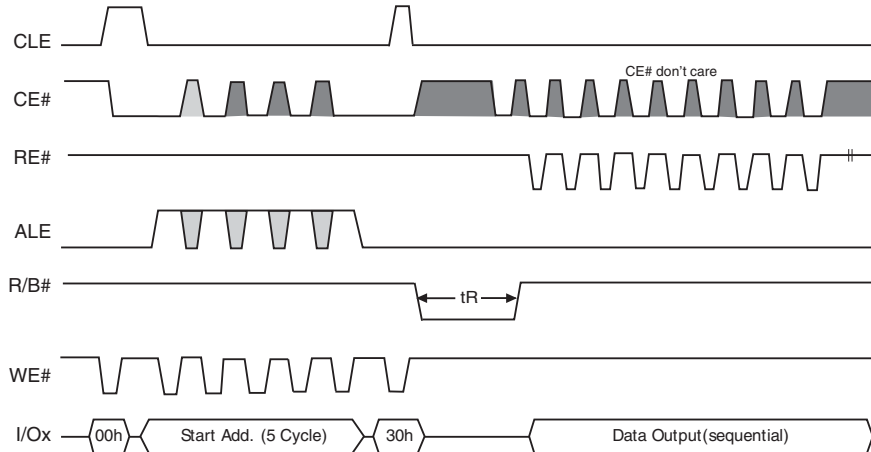 CLE
CE# don't care
CE#
RE#
ALE
R/B#
tR
WE#
I/Ox 00h Start Add. (5 Cycle) 30h Data Output(sequential)